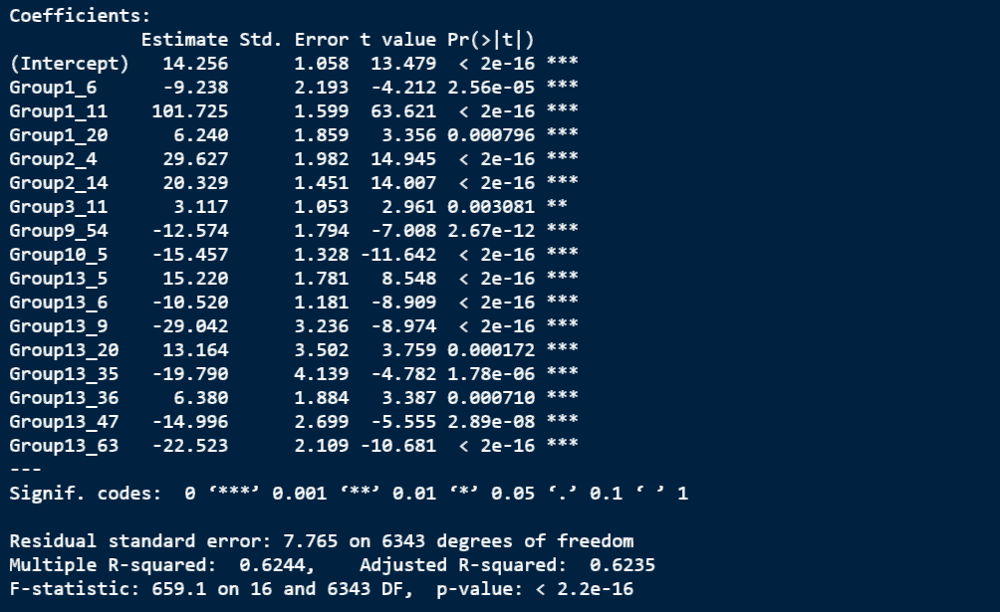 Coefficients:
            Estimate Std. Error t value Pr(>|t|)
(Intercept)   14.256      1.058  13.479  < 2e-16 ***
Group1_6      -9.238      2.193  -4.212 2.56e-05 ***
Group1_11    101.725      1.599  63.621  < 2e-16 ***
Group1_20      6.240      1.859   3.356 0.000796 ***
Group2_4      29.627      1.982  14.945  < 2e-16 ***
Group2_14     20.329      1.451  14.007  < 2e-16 ***
Group3_11      3.117      1.053   2.961 0.003081 **
Group9_54    -12.574      1.794  -7.008 2.67e-12 ***
Group10_5    -15.457      1.328 -11.642  < 2e-16 ***
Group13_5     15.220      1.781   8.548  < 2e-16 ***
Group13_6    -10.520      1.181  -8.909  < 2e-16 ***
Group13_9    -29.042      3.236  -8.974  < 2e-16 ***
Group13_20    13.164      3.502   3.759 0.000172 ***
Group13_35   -19.790      4.139  -4.782 1.78e-06 ***
Group13_36     6.380      1.884   3.387 0.000710 ***
Group13_47   -14.996      2.699  -5.555 2.89e-08 ***
Group13_63   -22.523      2.109 -10.681  < 2e-16 ***
---
Signif. codes:  0 ‘***’ 0.001 ‘**’ 0.01 ‘*’ 0.05 ‘.’ 0.1 ‘ ’ 1
Residual standard error: 7.765 on 6343 degrees of freedom
Multiple R-squared:  0.6244,    Adjusted R-squared:  0.6235
F-statistic: 659.1 on 16 and 6343 DF,  p-value: < 2.2e-16